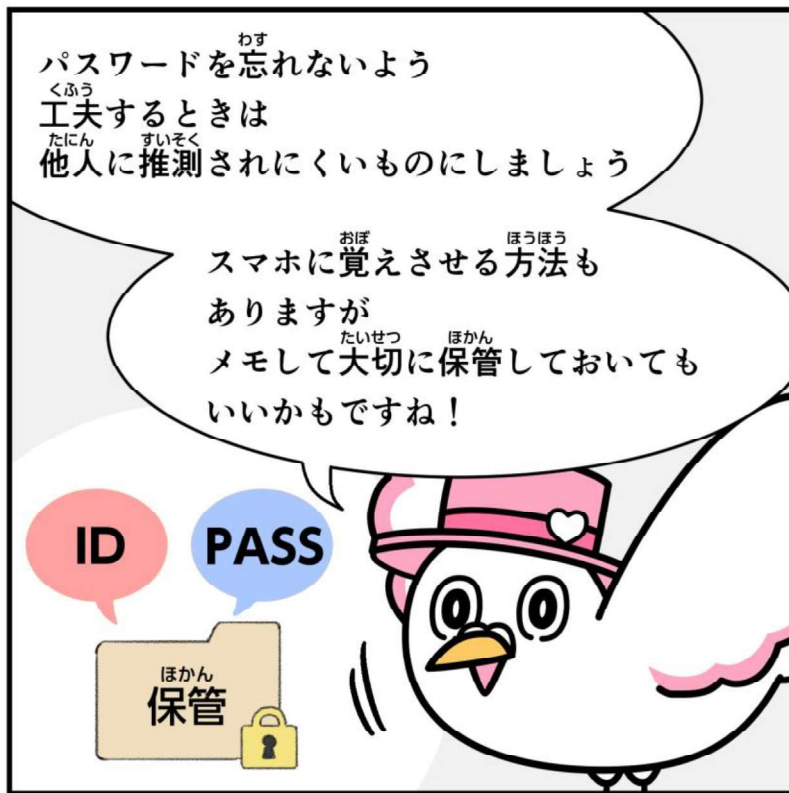 パスワードを忘れないよう
工夫するときは
他人に推測されにくいものにしましょう
スマホに覚えさせる方法も
ありますが
メモして大切に保管しておいても
いいかもですね！
ID
PASS
保管